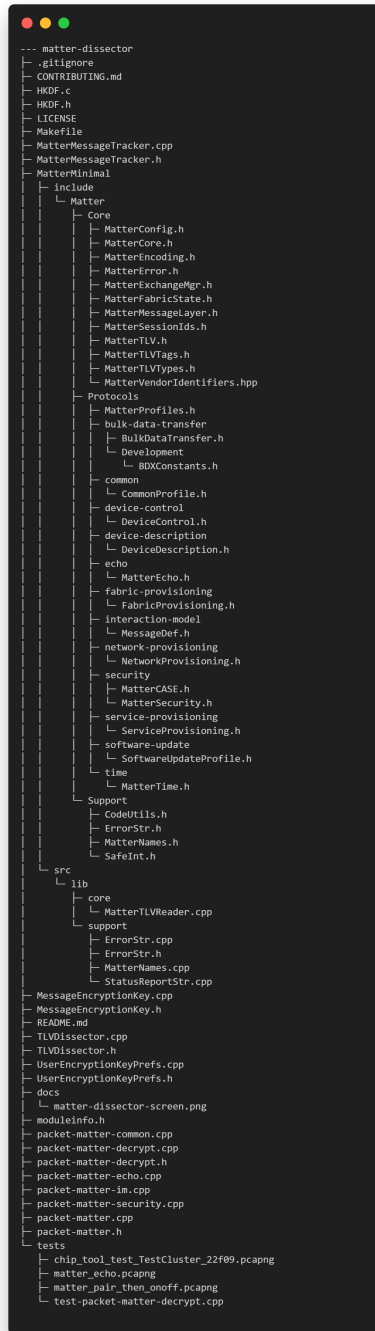 --- matter-dissector
├─ .gitignore
├─ CONTRIBUTING.md
├─ HKDF.c
├─ HKDF.h
├─ LICENSE
├─ Makefile
├─ MatterMessageTracker.cpp
├─ MatterMessageTracker.h
├─ MatterMinimal
│  ├─ include
│  │  └─ Matter
│  │     ├─ Core
│  │     │  ├─ MatterConfig.h
│  │     │  ├─ MatterCore.h
│  │     │  ├─ MatterEncoding.h
│  │     │  ├─ MatterError.h
│  │     │  ├─ MatterExchangeMgr.h
│  │     │  ├─ MatterFabricState.h
│  │     │  ├─ MatterMessageLayer.h
│  │     │  ├─ MatterSessionIds.h
│  │     │  ├─ MatterTLV.h
│  │     │  ├─ MatterTLVTags.h
│  │     │  ├─ MatterTLVTypes.h
│  │     │  └─ MatterVendorIdentifiers.hpp
│  │     ├─ Protocols
│  │     │  ├─ MatterProfiles.h
│  │     │  ├─ bulk-data-transfer
│  │     │  │  ├─ BulkDataTransfer.h
│  │     │  │  └─ Development
│  │     │  │     └─ BDXConstants.h
│  │     │  ├─ common
│  │     │  │  └─ CommonProfile.h
│  │     │  ├─ device-control
│  │     │  │  └─ DeviceControl.h
│  │     │  ├─ device-description
│  │     │  │  └─ DeviceDescription.h
│  │     │  ├─ echo
│  │     │  │  └─ MatterEcho.h
│  │     │  ├─ fabric-provisioning
│  │     │  │  └─ FabricProvisioning.h
│  │     │  ├─ interaction-model
│  │     │  │  └─ MessageDef.h
│  │     │  ├─ network-provisioning
│  │     │  │  └─ NetworkProvisioning.h
│  │     │  ├─ security
│  │     │  │  ├─ MatterCASE.h
│  │     │  │  └─ MatterSecurity.h
│  │     │  ├─ service-provisioning
│  │     │  │  └─ ServiceProvisioning.h
│  │     │  ├─ software-update
│  │     │  │  └─ SoftwareUpdateProfile.h
│  │     │  └─ time
│  │     │     └─ MatterTime.h
│  │     └─ Support
│  │        ├─ CodeUtils.h
│  │        ├─ ErrorStr.h
│  │        ├─ MatterNames.h
│  │        └─ SafeInt.h
│  └─ src
│     └─ lib
│        ├─ core
│        │  └─ MatterTLVReader.cpp
│        └─ support
│           ├─ ErrorStr.cpp
│           ├─ ErrorStr.h
│           ├─ MatterNames.cpp
│           └─ StatusReportStr.cpp
├─ MessageEncryptionKey.cpp
├─ MessageEncryptionKey.h
├─ README.md
├─ TLVDissector.cpp
├─ TLVDissector.h
├─ UserEncryptionKeyPrefs.cpp
├─ UserEncryptionKeyPrefs.h
├─ docs
│  └─ matter-dissector-screen.png
├─ moduleinfo.h
├─ packet-matter-common.cpp
├─ packet-matter-decrypt.cpp
├─ packet-matter-decrypt.h
├─ packet-matter-echo.cpp
├─ packet-matter-im.cpp
├─ packet-matter-security.cpp
├─ packet-matter.cpp
├─ packet-matter.h
└─ tests
   ├─ chip_tool_test_TestCluster_22f09.pcapng
   ├─ matter_echo.pcapng
   ├─ matter_pair_then_onoff.pcapng
   └─ test-packet-matter-decrypt.cpp